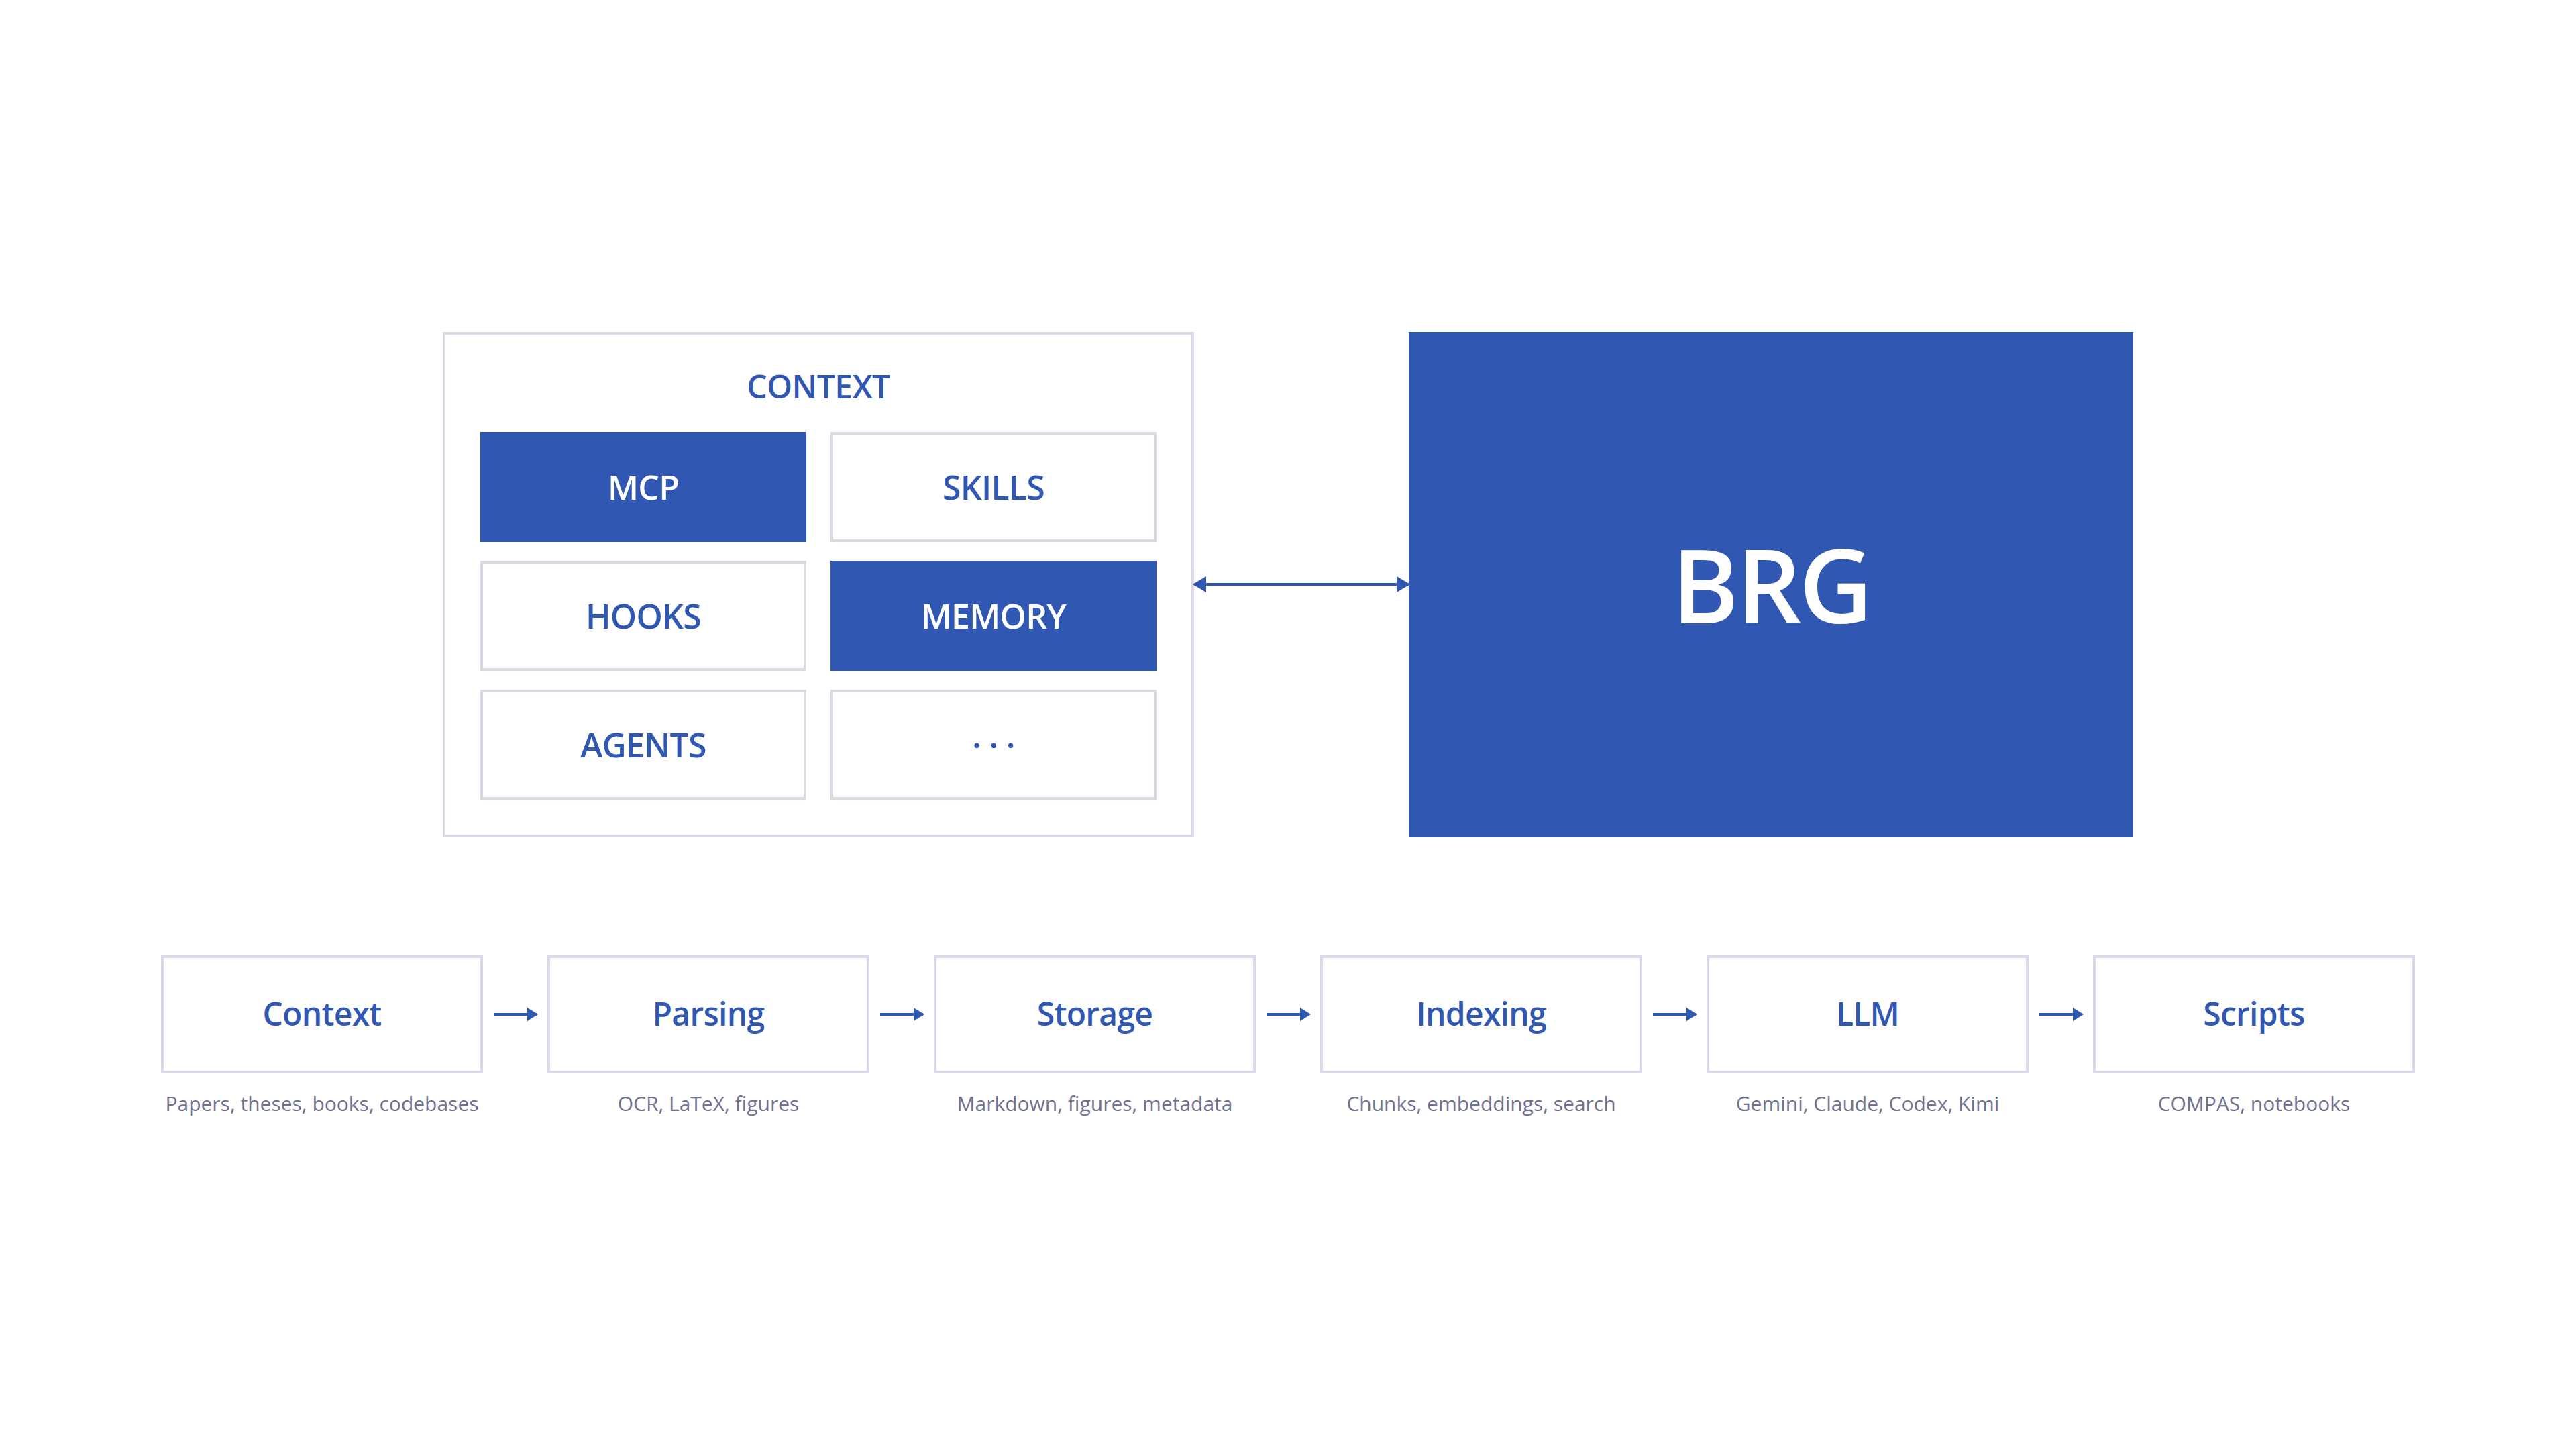 CONTEXT
MCP
SKILLS
HOOKS
MEMORY
AGENTS
...
BRG
Context
Parsing
Storage
Indexing
LLM
Scripts
Papers, theses, books, codebases
OCR, LaTeX, figures
Markdown, figures, metadata
Chunks, embeddings, search
Gemini, Claude, Codex, Kimi
COMPAS, notebooks